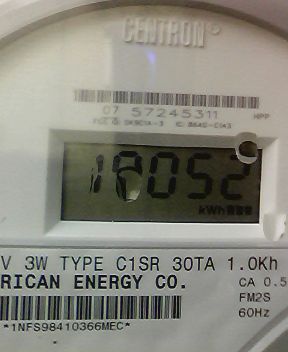 CENTRON®
07 57245311 HPP
18052
kWh
V 3W TYPE C1SR 30TA 1.0Kh
RICAN ENERGY CO. CA 0.5
FM2S
*1NFS98410366MEC* 60Hz